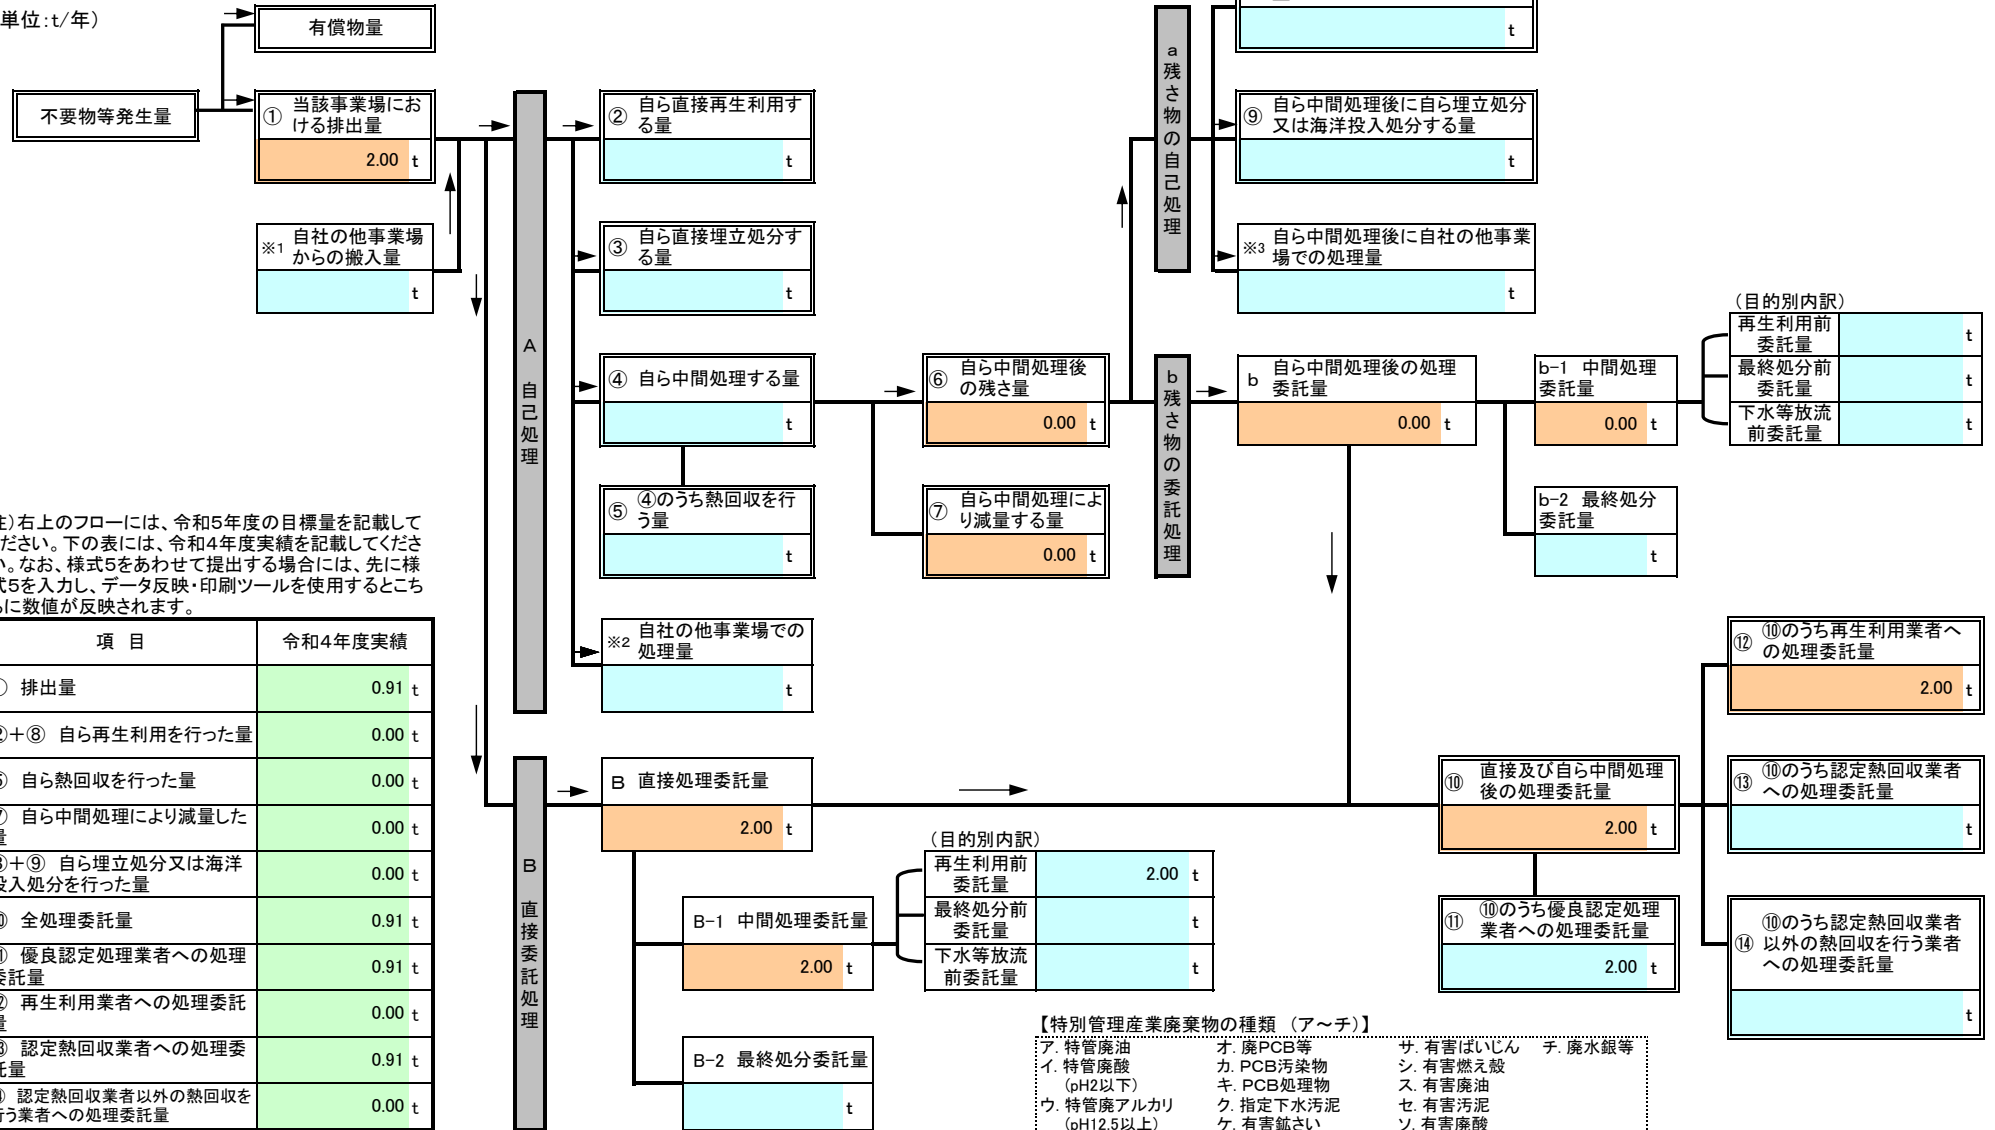 単位:t/年)
有償物量
不要物等発生量
① 当該事業場にお
ける排出量
2.00 t
※1 自社の他事業場
からの搬入量
t
A 自己処理
② 自ら直接再生利用す
る量
t
③ 自ら直接埋立処分す
る量
t
④ 自ら中間処理する量
t
⑤ ④のうち熱回収を行
う量
t
※2 自社の他事業場での
処理量
t
⑥ 自ら中間処理後
の残さ量
0.00 t
⑦ 自ら中間処理によ
り減量する量
0.00 t
a 残さ物の自己処理
t
⑨ 自ら中間処理後に自ら埋立処分
又は海洋投入処分する量
t
※3 自ら中間処理後に自社の他事業
場での処理量
t
b 残さ物の委託処理
b 自ら中間処理後の処理
委託量
0.00 t
b-1 中間処理
委託量
0.00 t
(目的別内訳)
再生利用前
委託量
t
最終処分前
委託量
t
下水等放流
前委託量
t
b-2 最終処分
委託量
t
注)右上のフローには、令和5年度の目標量を記載して
ださい。下の表には、令和4年度実績を記載してくださ
い。なお、様式5をあわせて提出する場合には、先に様
式5を入力し、データ反映・印刷ツールを使用するとこち
らに数値が反映されます。
項 目 令和4年度実績
① 排出量 0.91 t
②+⑧ 自ら再生利用を行った量 0.00 t
⑤ 自ら熱回収を行った量 0.00 t
⑦ 自ら中間処理により減量した
量 0.00 t
③+⑨ 自ら埋立処分又は海洋
投入処分を行った量 0.00 t
⑩ 全処理委託量 0.91 t
⑪ 優良認定処理業者への処理
委託量 0.91 t
⑫ 再生利用業者への処理委託
量 0.00 t
⑬ 認定熱回収業者への処理委
託量 0.91 t
⑭ 認定熱回収業者以外の熱回収を
行う業者への処理委託量 0.00 t
B 直接委託処理
B 直接処理委託量
2.00 t
B-1 中間処理委託量
2.00 t
B-2 最終処分委託量
t
(目的別内訳)
再生利用前
委託量
2.00 t
最終処分前
委託量
t
下水等放流
前委託量
t
⑩ 直接及び自ら中間処理
後の処理委託量
2.00 t
⑪ ⑩のうち優良認定処理
業者への処理委託量
2.00 t
⑫ ⑩のうち再生利用業者へ
の処理委託量
2.00 t
⑬ ⑩のうち認定熱回収業者
への処理委託量
t
⑭ ⑩のうち認定熱回収業者
以外の熱回収を行う業者
への処理委託量
t
【特別管理産業廃棄物の種類 (ア~チ)】
ア. 特管廃油 オ. 廃PCB等 サ. 有害ばいじん チ. 廃水銀等
イ. 特管廃酸 カ. PCB汚染物 シ. 有害燃え殻
(pH2以下) キ. PCB処理物 ス. 有害廃油
ウ. 特管廃アルカリ ク. 指定下水汚泥 セ. 有害汚泥
(pH12.5以上) ケ. 有害鉱さい ソ. 有害廃酸